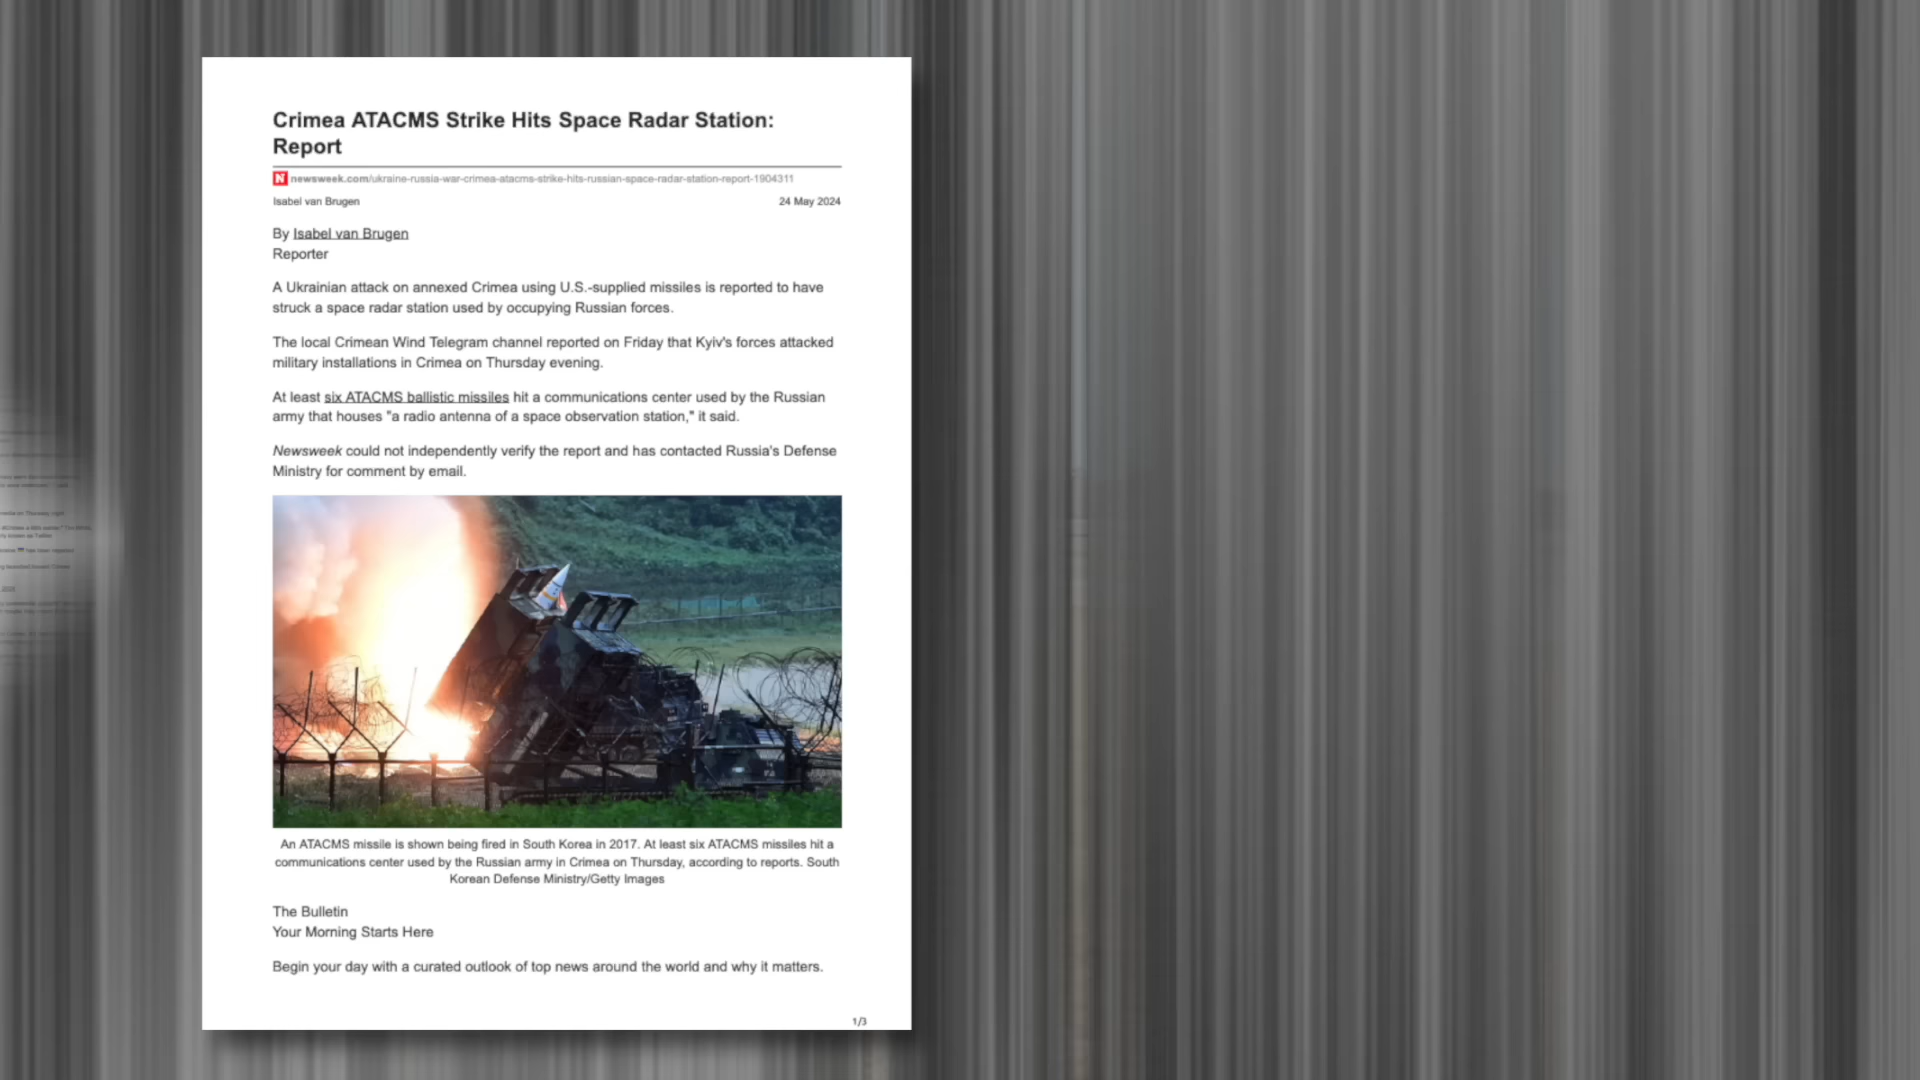 Crimea ATACMS Strike Hits Space Radar Station:
Report
N newsweek.com/ukraine-russia-war-crimea-atacms-strike-hits-russian-space-radar-station-report-1904311
Isabel van Brugen 24 May 2024
By Isabel van Brugen
Reporter
A Ukrainian attack on annexed Crimea using U.S.-supplied missiles is reported to have
struck a space radar station used by occupying Russian forces.
The local Crimean Wind Telegram channel reported on Friday that Kyiv's forces attacked
military installations in Crimea on Thursday evening.
At least six ATACMS ballistic missiles hit a communications center used by the Russian
army that houses "a radio antenna of a space observation station," it said.
Newsweek could not independently verify the report and has contacted Russia's Defense
Ministry for comment by email.
An ATACMS missile is shown being fired in South Korea in 2017. At least six ATACMS missiles hit a
communications center used by the Russian army in Crimea on Thursday, according to reports. South
Korean Defense Ministry/Getty Images
The Bulletin
Your Morning Starts Here
Begin your day with a curated outlook of top news around the world and why it matters.
1/3